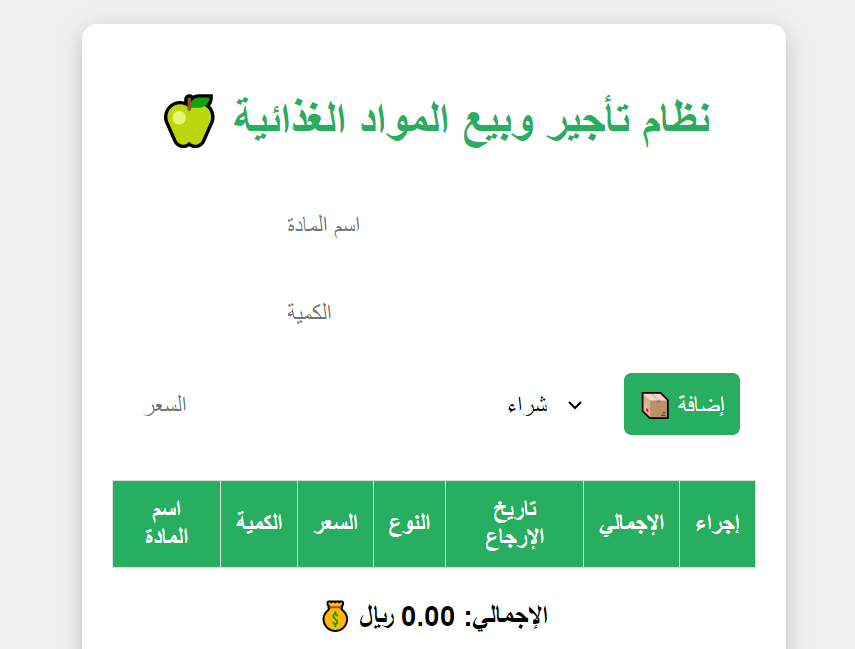 نظام تأجير وبيع المواد الغذائية 🍏
اسم المادة
الكمية
السعر
شراء
إضافة 📦
اسم المادة
الكمية
السعر
النوع
تاريخ الإرجاع
الإجمالي
إجراء
الإجمالي: 0.00 ريال 💰